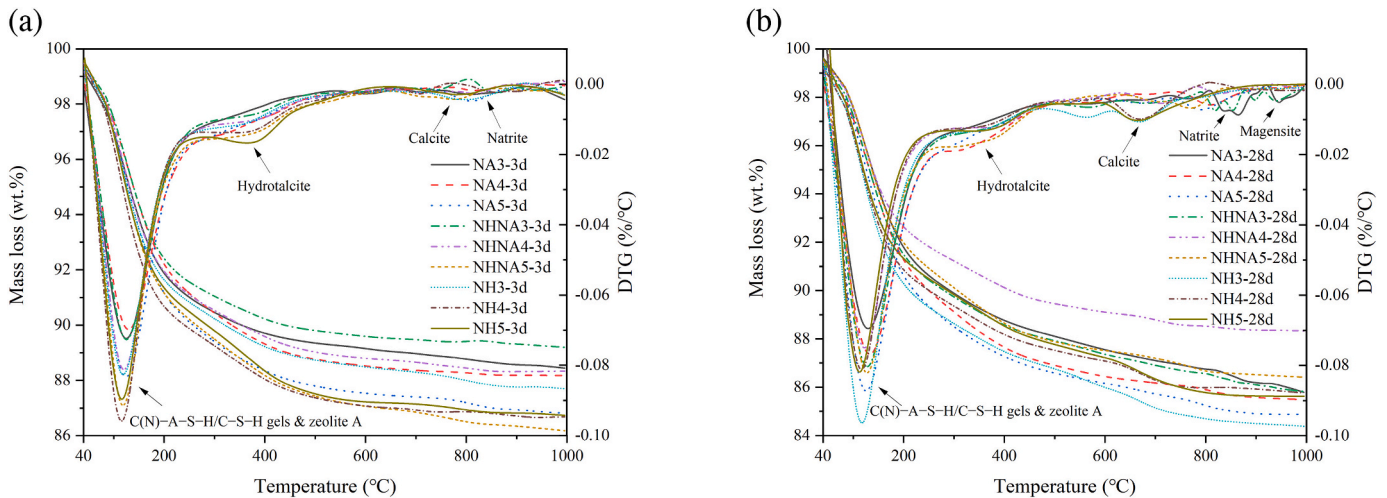 (a)
100
98
96
94
92
90
88
86
Mass loss (wt.%)
40
200
400
600
800
1000
Temperature (℃)
0.00
-0.02
-0.04
-0.06
-0.08
-0.10
DTG (%/℃)
Calcite
Natrite
Hydrotalcite
NA3-3d
NA4-3d
NA5-3d
NHNA3-3d
NHNA4-3d
NHNA5-3d
NH3-3d
NH4-3d
NH5-3d
C(N)−A−S−H/C−S−H gels & zeolite A
(b)
100
98
96
94
92
90
88
86
84
Mass loss (wt.%)
40
200
400
600
800
1000
Temperature (℃)
0.00
-0.02
-0.04
-0.06
-0.08
-0.10
DTG (%/℃)
Natrite
Magensite
Calcite
Hydrotalcite
NA3-28d
NA4-28d
NA5-28d
NHNA3-28d
NHNA4-28d
NHNA5-28d
NH3-28d
NH4-28d
NH5-28d
C(N)−A−S−H/C−S−H gels & zeolite A